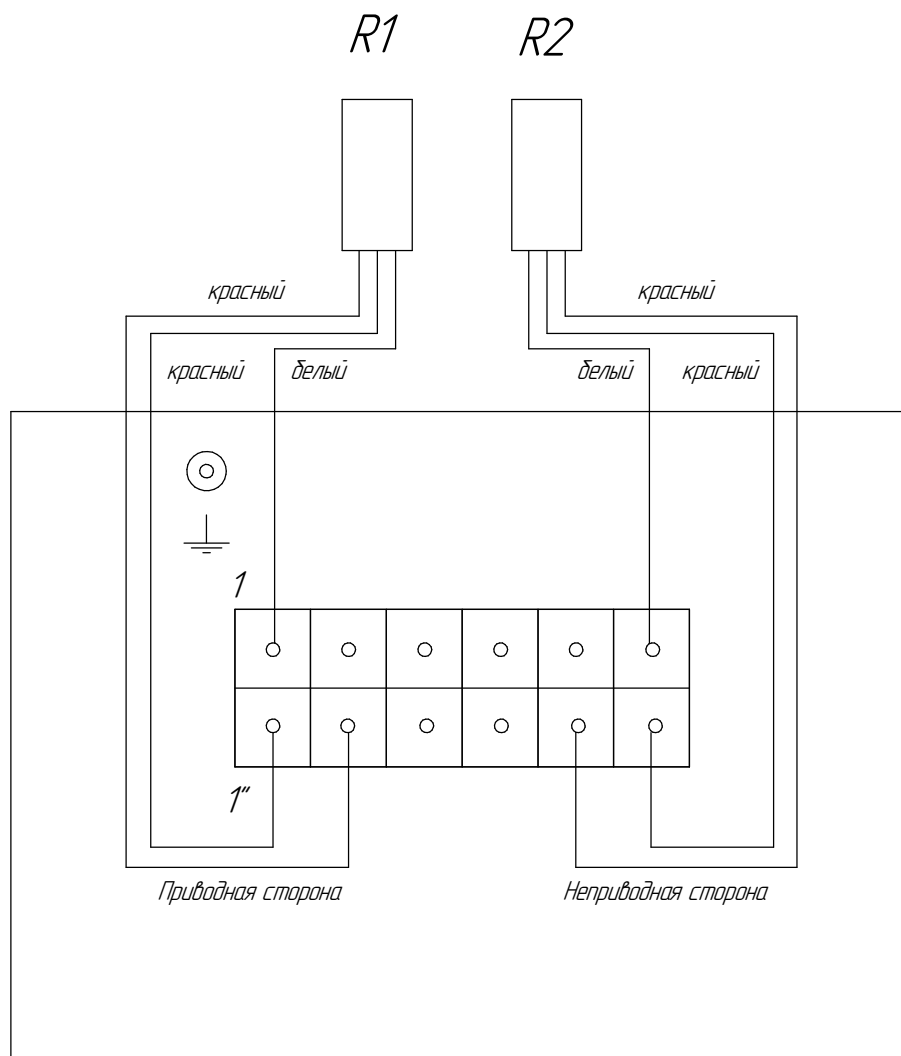 R1 R2
красный красный
красный белый белый красный
1
1"
Приводная сторона Неприводная сторона